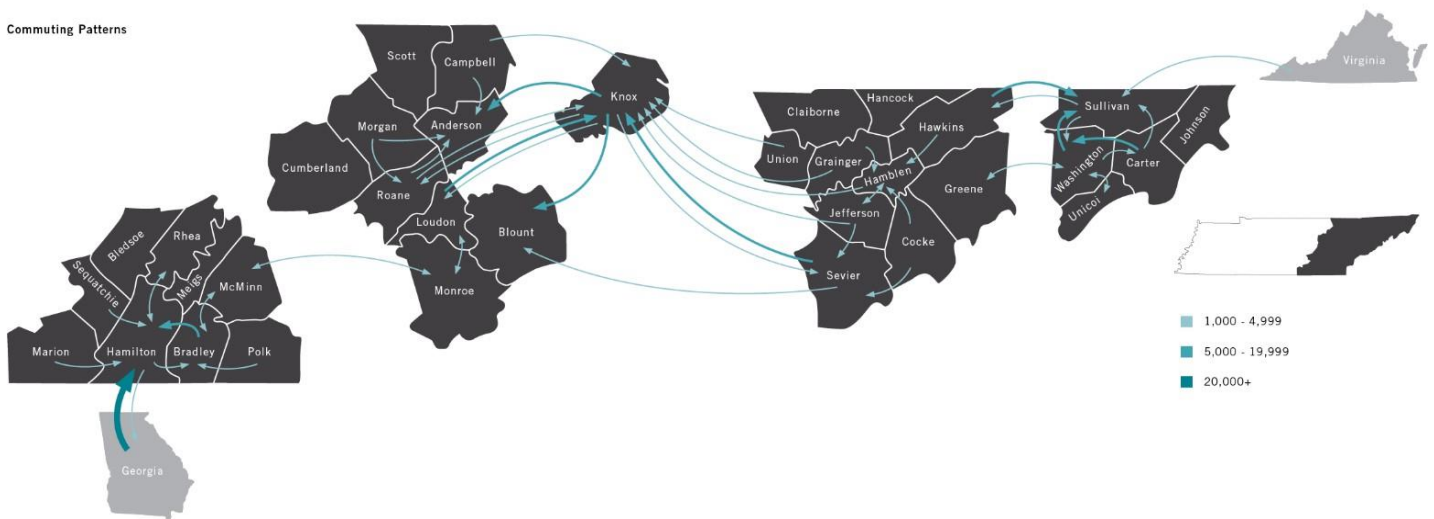 Commuting Patterns
Scott
Campbell
Knox
Morgan
Anderson
Cumberland
Roane
Loudon
Blount
Monroe
Bledsoe
Rhea
Sequatchie
Meigs
McMinn
Marion
Hamilton
Bradley
Polk
Georgia
Claiborne
Hancock
Hawkins
Union
Grainger
Hamblen
Greene
Jefferson
Cocke
Sevier
Virginia
Sullivan
Johnson
Washington
Carter
Unicoi
1,000 - 4,999
5,000 - 19,999
20,000+